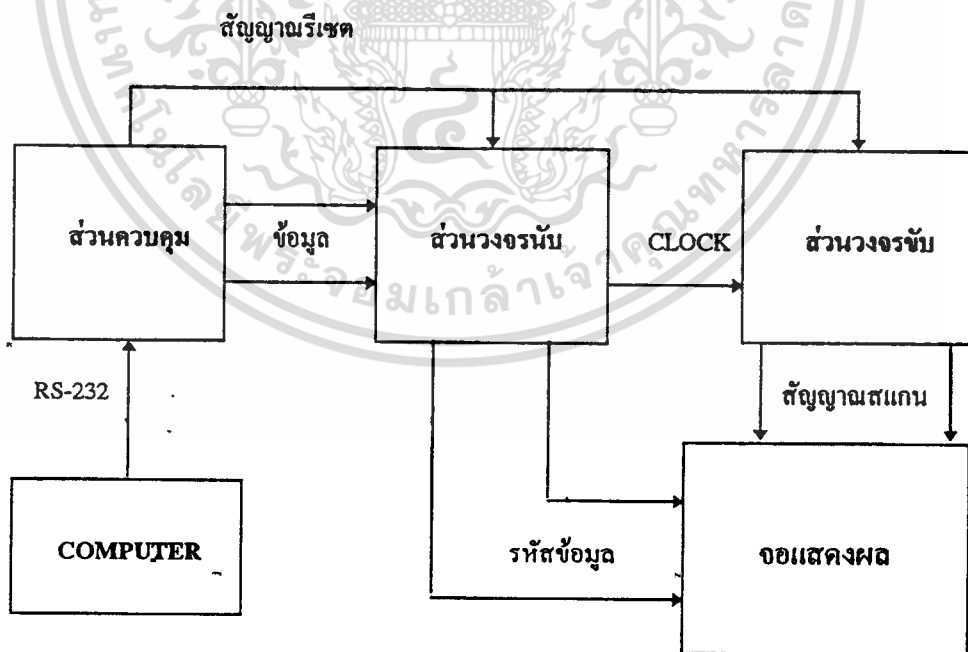 สัญญาณรีเซต
ส่วนควบคุม
ข้อมูล
ส่วนวงจรนับ
CLOCK
ส่วนวงจรขับ
RS-232
สัญญาณสแกน
COMPUTER
รหัสข้อมูล
จอแสดงผล